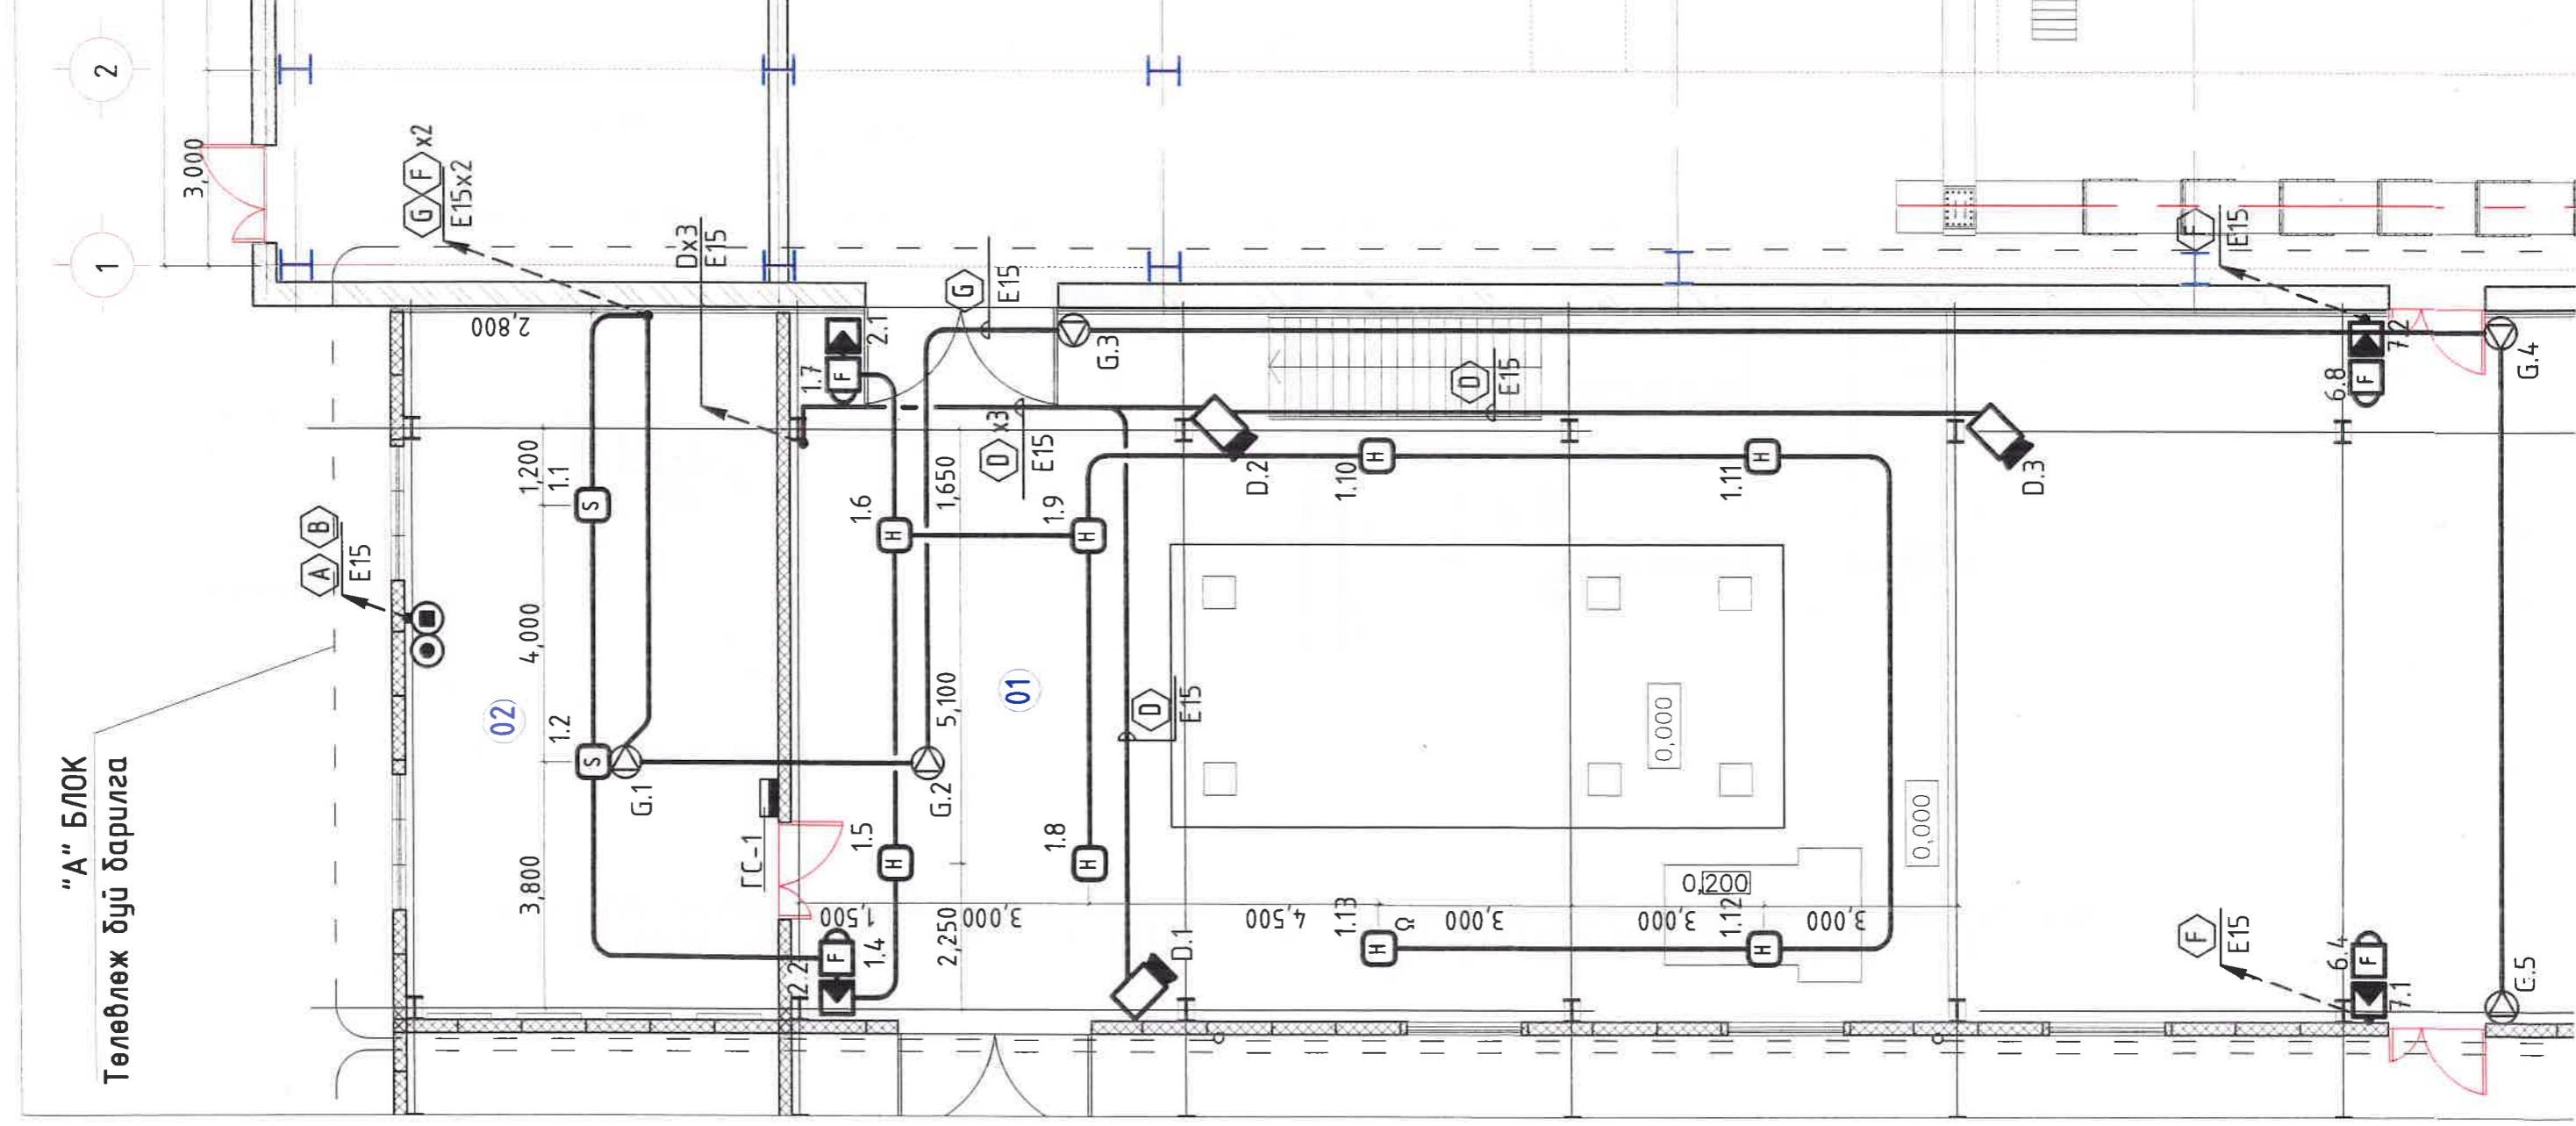 "А" БЛОК
Төлөвлөж буй барилга
2
1
3,000
G F x2
E15x2
Dx3
E15
2,800
G
E15
F
E15
1.7
F
2.1
G.3
D
E15
6.8
F
7.2
G.4
1,200
1.1
S
D x3
E15
1,650
1.6
H
1.9
H
D.2
1.10
H
1.11
H
D.3
A B
E15
4,000
02
1.2
S
G.1
G.2
5,100
01
D
E15
0,000
0,000
3,800
ГС-1
1.5
H
1.8
H
1,500
3,000
4,500
3,000
3,000
3,000
0,200
2,250
2.2
F
1.4
D.1
1.13
H
Ω
1.12
H
F
E15
6.4
F
7.1
G.5